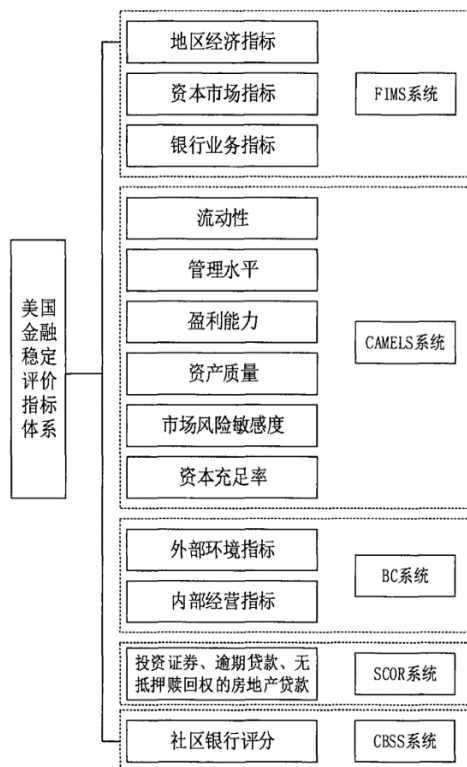 美国
金融
稳定
评价
指标
体系
地区经济指标
资本市场指标
银行业务指标
FIMS系统
流动性
管理水平
盈利能力
资产质量
市场风险敏感度
资本充足率
CAMELS系统
外部环境指标
内部经营指标
BC系统
投资证券、逾期贷款、无
抵押赎回权的房地产贷款
SCOR系统
社区银行评分
CBSS系统